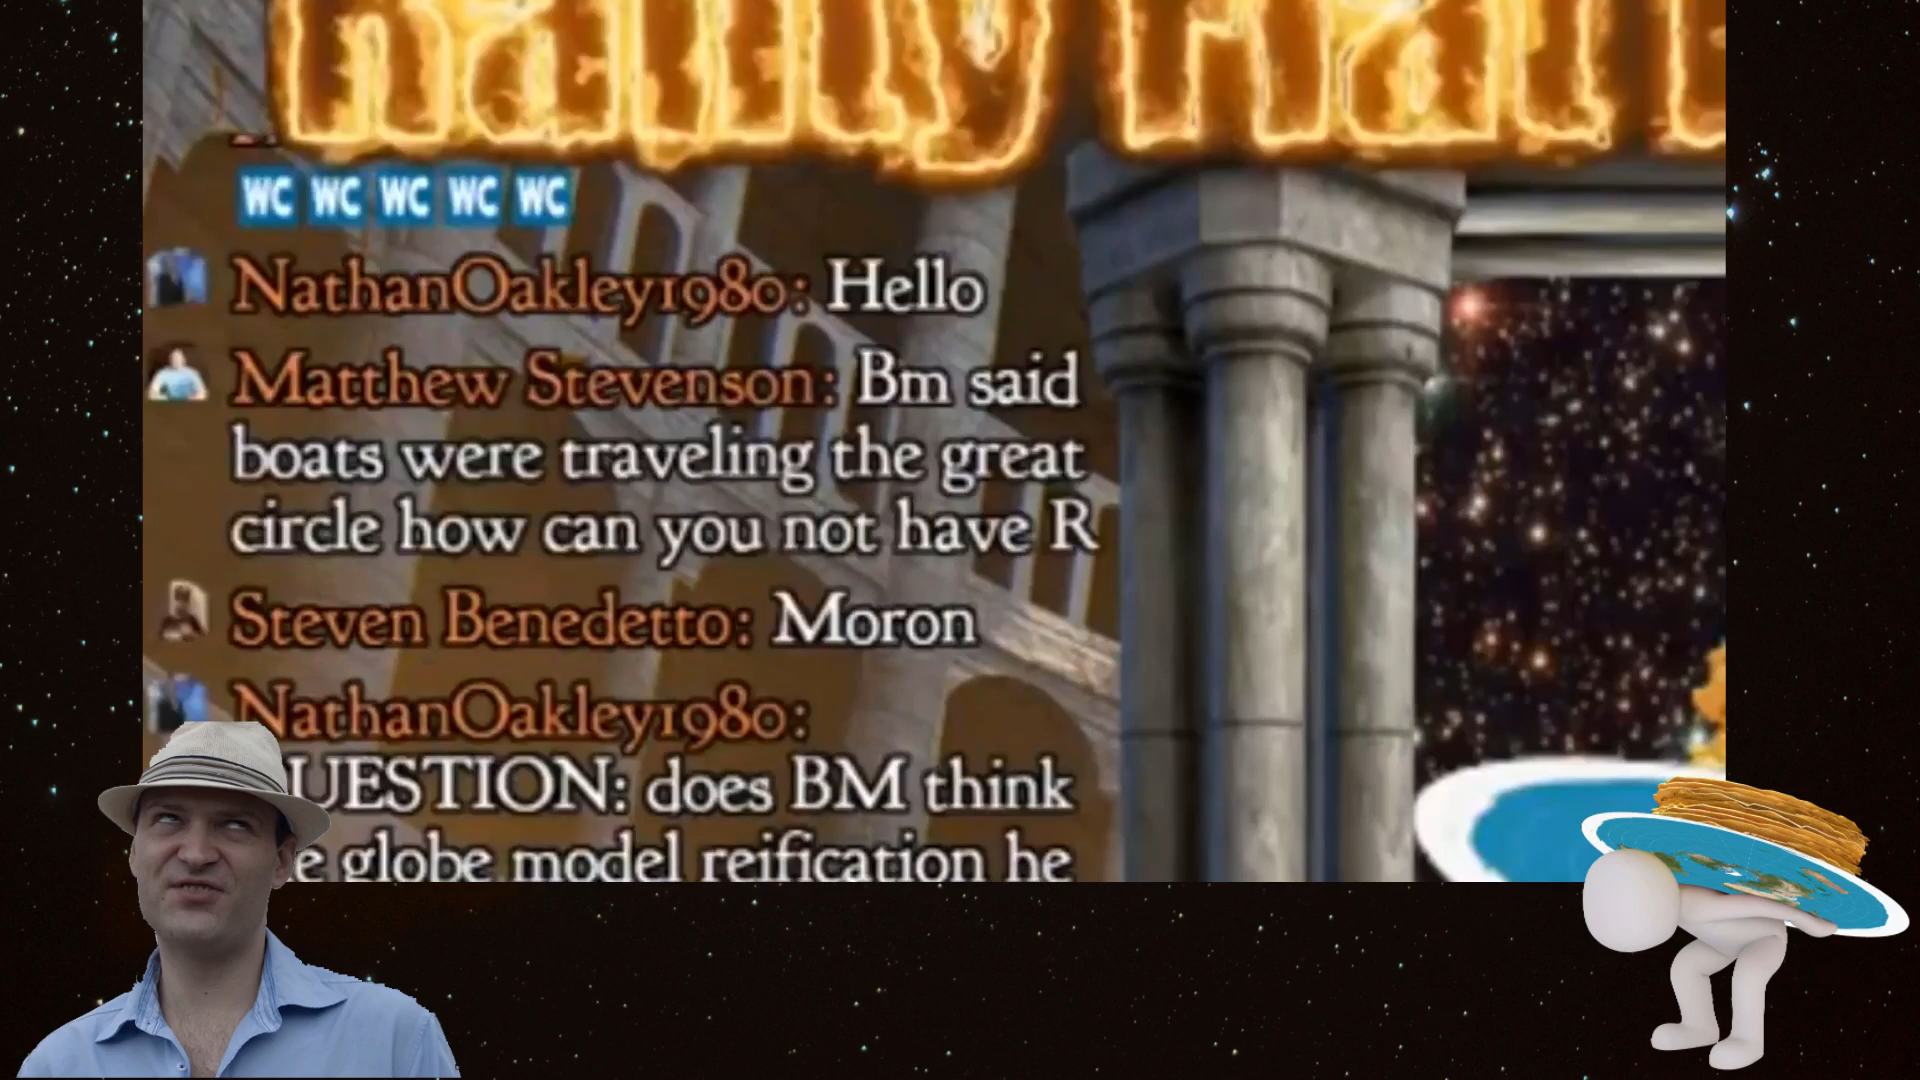 WC WC WC WC WC
NathanOakley1980: Hello
Matthew Stevenson: Bm said
boats were traveling the great
circle how can you not have R
Steven Benedetto: Moron
NathanOakley1980:
UESTION: does BM think
e globe model reification he